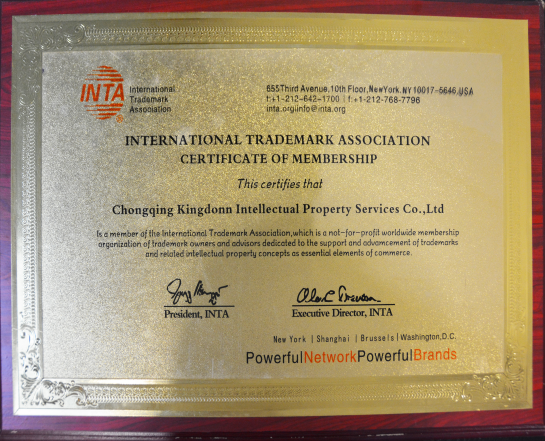 INTA
International
Trademark
Association
655Third Avenue,10th Floor,NewYork.NY 10017-5646,USA
t:+1-212-642-1700 | f:+1-212-768-7796
inta.org|info@inta.org
INTERNATIONAL TRADEMARK ASSOCIATION
CERTIFICATE OF MEMBERSHIP
This certifies that
Chongqing Kingdonn Intellectual Property Services Co.,Ltd
Is a member of the International Trademark Association,which is a not-for-profit worldwide membership
organization of trademark owners and advisors dedicated to the support and advamcement of trademarks
and related intellectual property concepts as essential elements of commerce.
President, INTA
Executive Director, INTA
New York | Shanghai | Brussels | Washington,D.C.
PowerfulNetworkPowerfulBrands